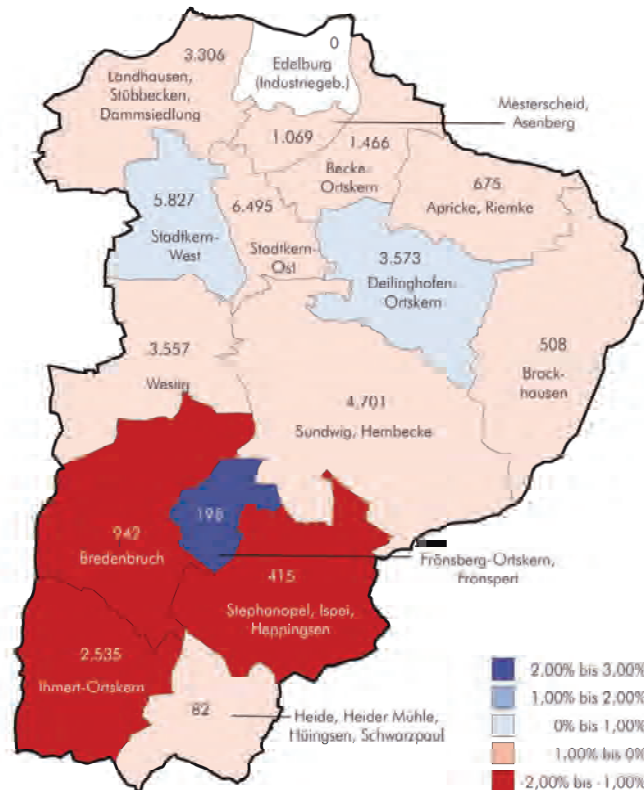 0
Edelburg
(Industriegeb.)
3.306
Landhausen,
Stübbecken,
Dammsiedlung
Mesterscheid,
Asenberg
1.069
1.466
Becke-
Ortskern
675
Apricke, Riemke
5.827
Stadtkern-
West
6.495
Stadtkern-
Ost
3.573
Deilinghofen-
Ortskern
3.557
Westig
508
Brock-
hausen
4.701
Sundwig, Hembecke
198
942
Bredenbruch
Frönsberg-Ortskern,
Frönspert
415
Stephanopel, Ispei,
Heppingsen
2.535
Ihmert-Ortskern
82
Heide, Heider Mühle,
Hüingsen, Schwarzpaul
2,00% bis 3,00%
1,00% bis 2,00%
0% bis 1,00%
1,00% bis 0%
-2,00% bis -1,00%